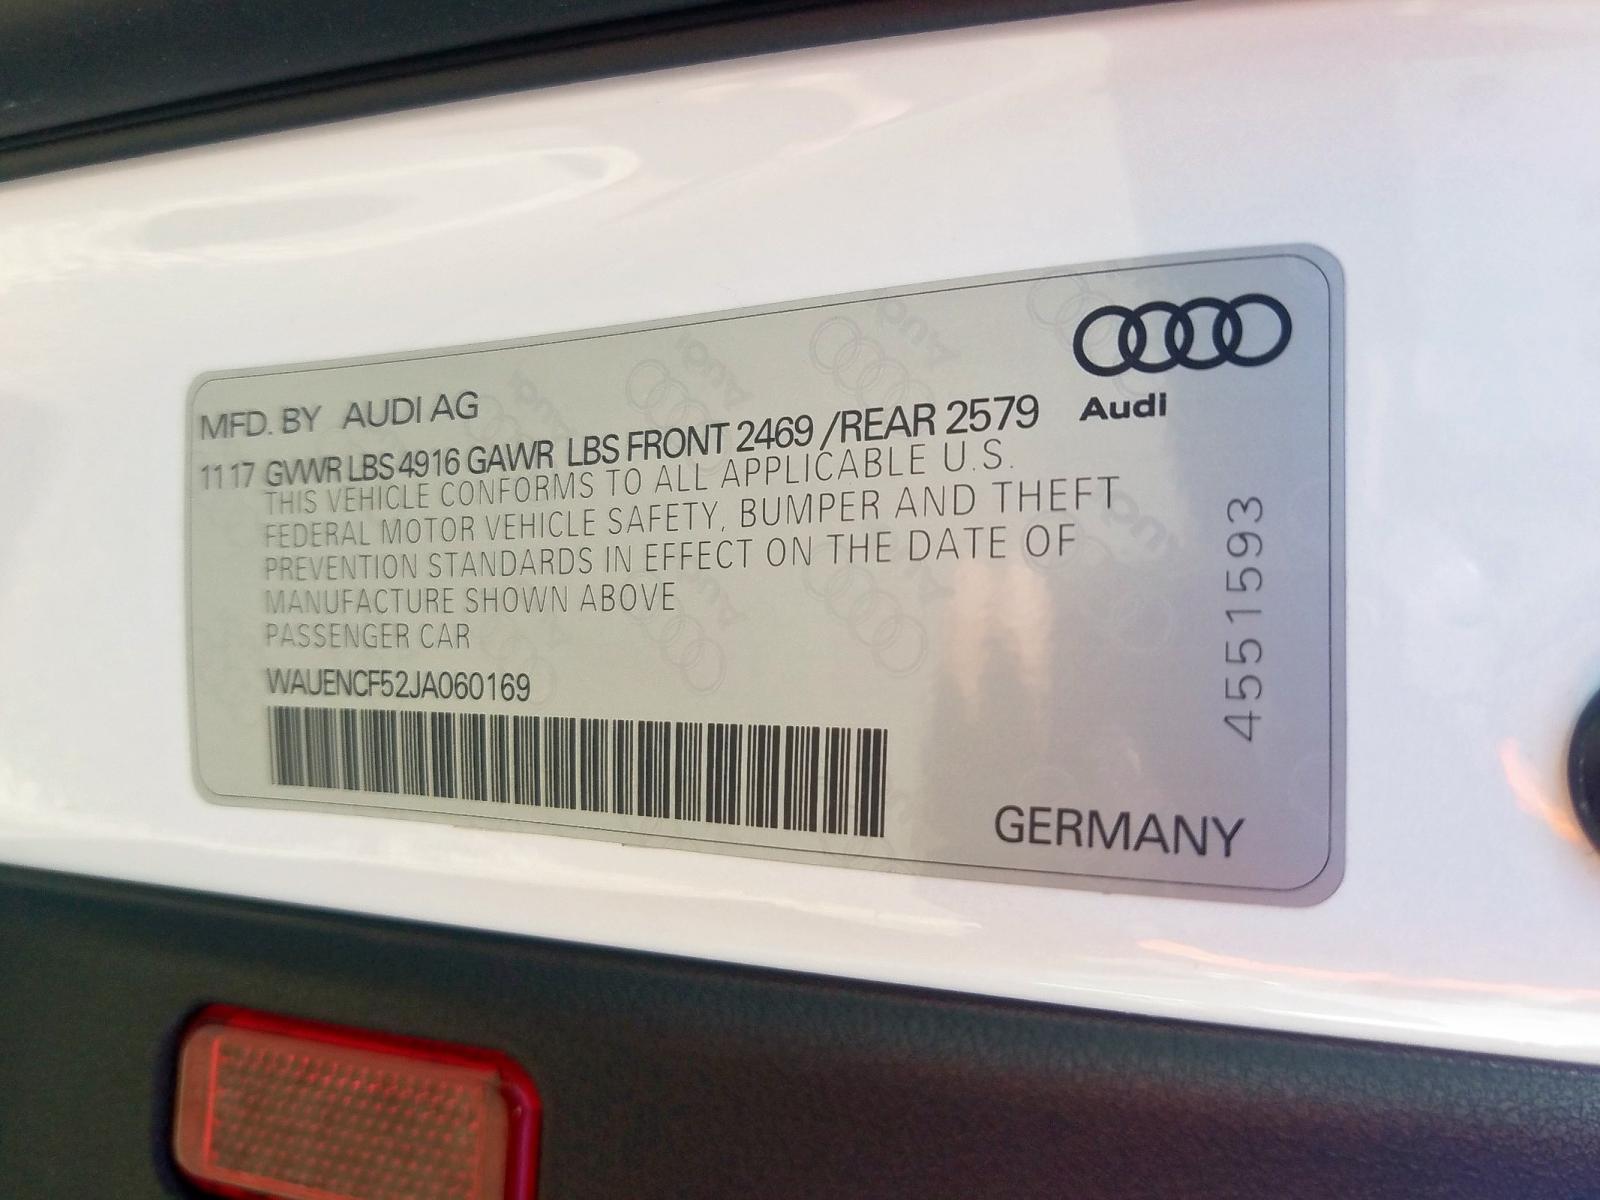 MFD. BY AUDI AG
11 17 GVWR LBS 4916 GAWR LBS FRONT 2469 /REAR 2579
Audi
THIS VEHICLE CONFORMS TO ALL APPLICABLE U.S.
FEDERAL MOTOR VEHICLE SAFETY, BUMPER AND THEFT
PREVENTION STANDARDS IN EFFECT ON THE DATE OF
MANUFACTURE SHOWN ABOVE
PASSENGER CAR
WAUENCF52JA060169
4551593
GERMANY